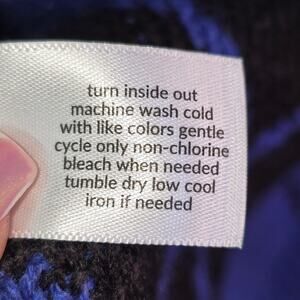 turn inside out
machine wash cold
with like colors gentle
cycle only non-chlorine
bleach when needed
tumble dry low cool
iron if needed